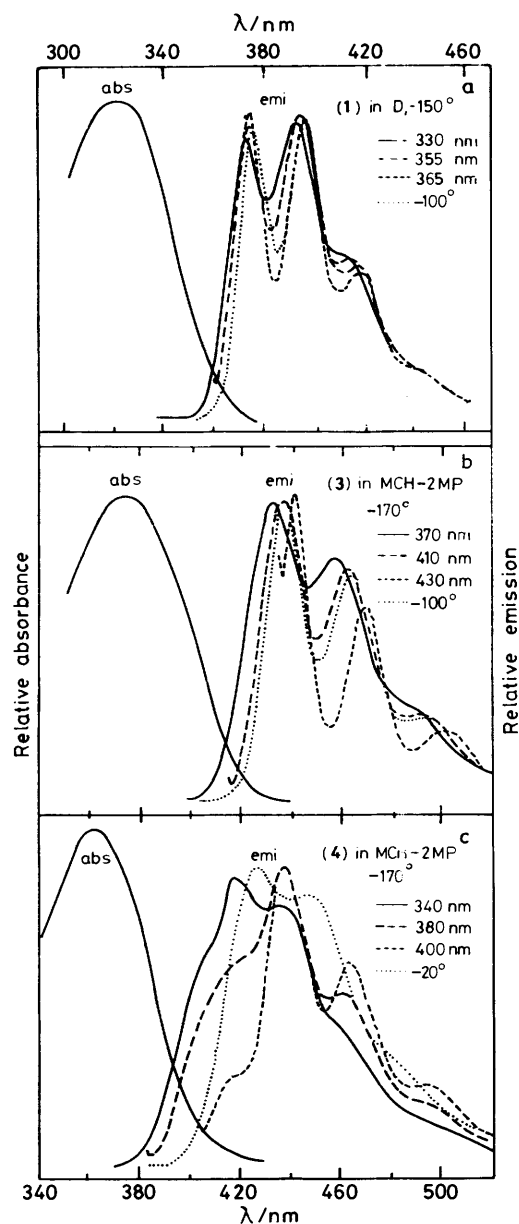 λ/nm
300 340 380 420 460
a
abs emi (1) in D,-150°
330 nm
355 nm
365 nm
-100°
b
abs emi (3) in MCH-2MP
-170°
370 nm
410 nm
430 nm
-100°
Relative absorbance
Relative emission
c
abs emi (4) in MCH-2MP
-170°
340 nm
380 nm
400 nm
-20°
340 380 420 460 500
λ/nm